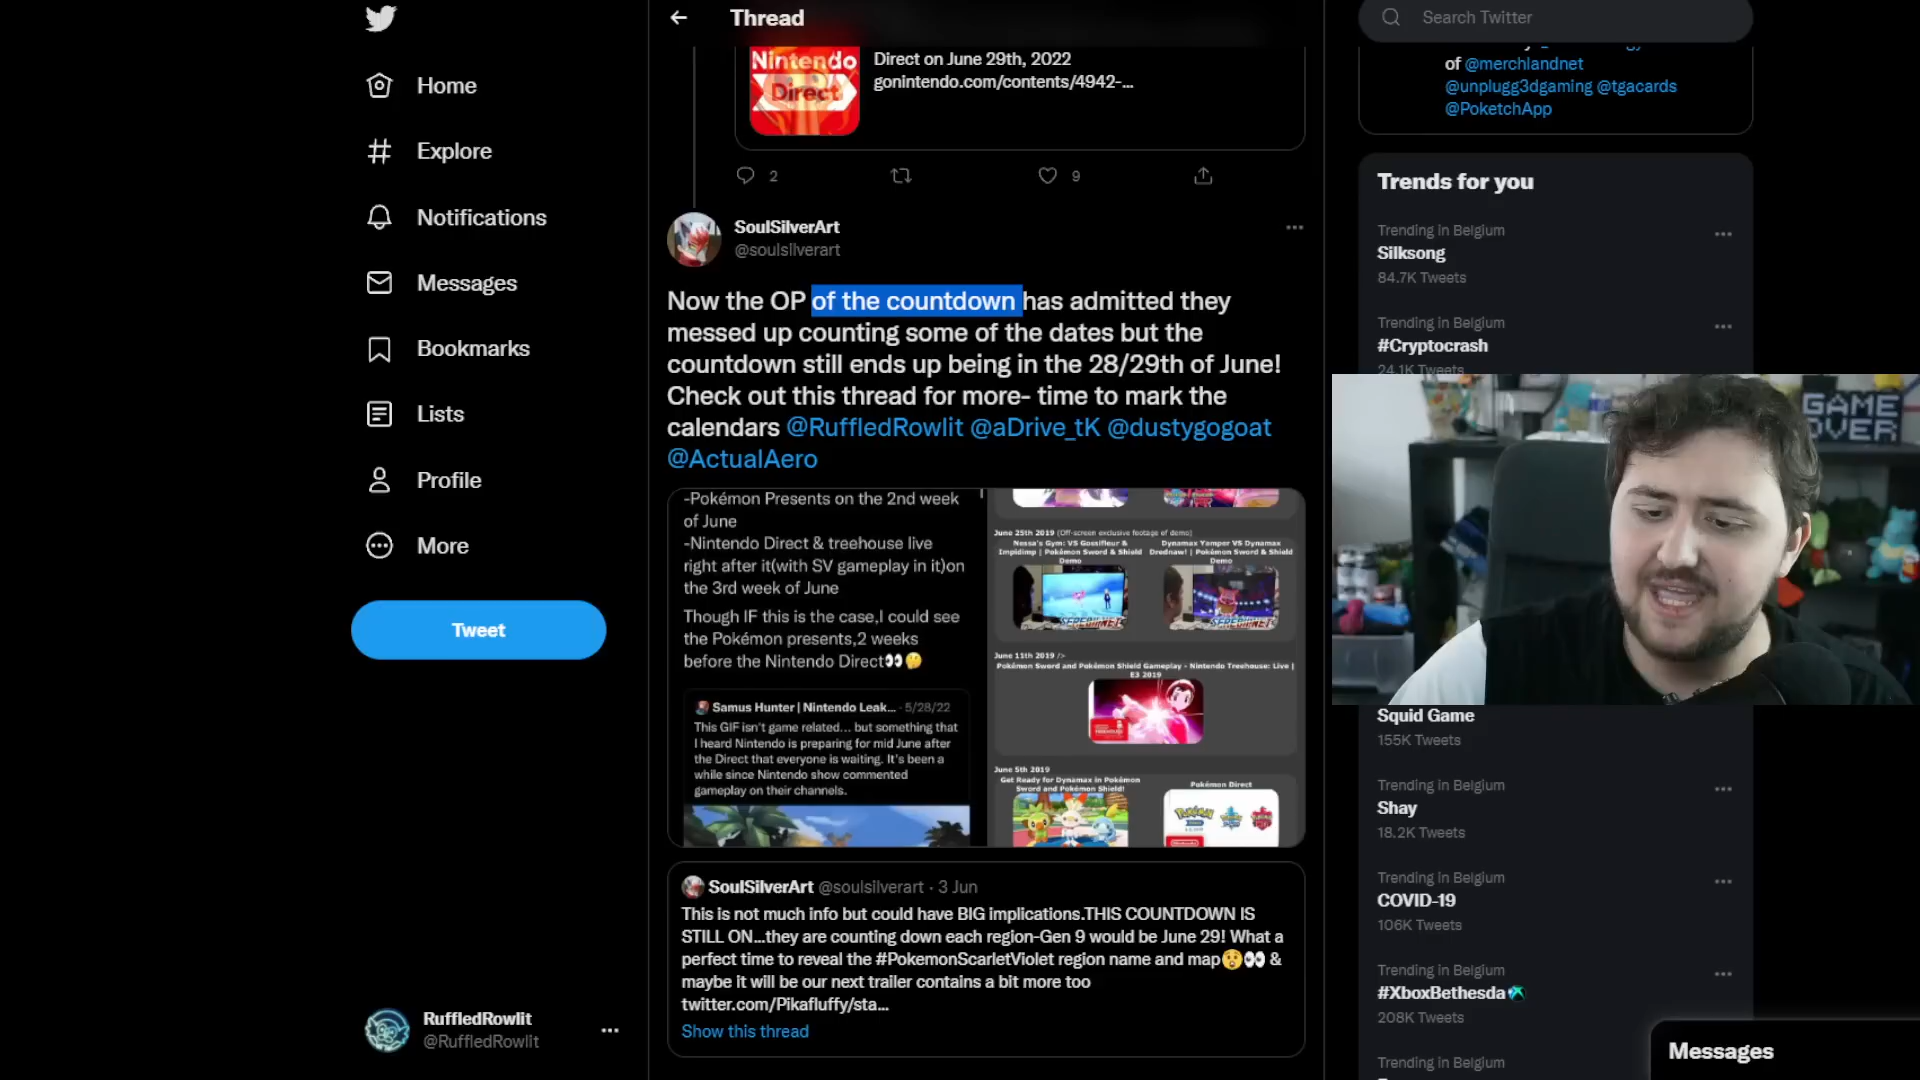 Home
Explore
Notifications
Messages
Bookmarks
Lists
Profile
More
Tweet
RuffledRowlit
@RuffledRowlit
Thread
Nintendo
Direct
Direct on June 29th, 2022
gonintendo.com/contents/4942-...
2
9
SoulSilverArt
@soulsilverart
Now the OP of the countdown has admitted they
messed up counting some of the dates but the
countdown still ends up being in the 28/29th of June!
Check out this thread for more- time to mark the
calendars @RuffledRowlit @aDrive_tK @dustygogoat
@ActualAero
-Pokémon Presents on the 2nd week
of June
-Nintendo Direct & treehouse live
right after it(with SV gameplay in it)on
the 3rd week of June
Though IF this is the case,I could see
the Pokémon presents,2 weeks
before the Nintendo Direct👀🤔
Samus Hunter | Nintendo Leak... · 5/28/22
This GIF isn't game related... but something that
I heard Nintendo is preparing for mid June after
the Direct that everyone is waiting. It's been a
while since Nintendo show commented
gameplay on their channels.
June 25th 2019 (Off-screen exclusive footage of demo)
Nessa's Gym: VS Gossifleur &
Impidimp | Pokémon Sword & Shield
Demo
Dynamax Yamper VS Dynamax
Drednaw! | Pokémon Sword & Shield
Demo
SEREBII.NET
SEREBII.NET
June 11th 2019 />
Pokémon Sword and Pokémon Shield Gameplay - Nintendo Treehouse: Live |
E3 2019
June 5th 2019
Get Ready for Dynamax in Pokémon
Sword and Pokémon Shield!
Pokémon Direct
SoulSilverArt @soulsilverart · 3 Jun
This is not much info but could have BIG implications.THIS COUNTDOWN IS
STILL ON...they are counting down each region-Gen 9 would be June 29! What a
perfect time to reveal the #PokemonScarletViolet region name and map😲👀 &
maybe it will be our next trailer contains a bit more too
twitter.com/Pikafluffy/sta...
Show this thread
Search Twitter
of @merchlandnet
@unplugg3dgaming @tgacards
@PoketchApp
Trends for you
Trending in Belgium
Silksong
84.7K Tweets
Trending in Belgium
#Cryptocrash
24.1K Tweets
GAME
OVER
Squid Game
155K Tweets
Trending in Belgium
Shay
18.2K Tweets
Trending in Belgium
COVID-19
106K Tweets
Trending in Belgium
#XboxBethesda
208K Tweets
Trending in Belgium
Messages